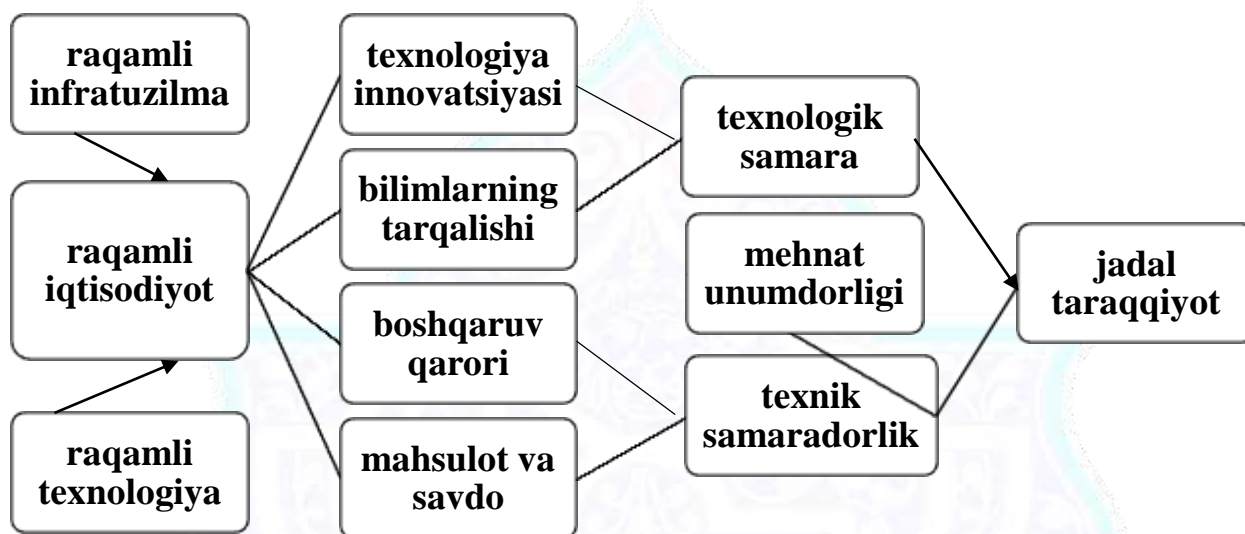 raqamli
infratuzilma
raqamli
iqtisodiyot
raqamli
texnologiya
texnologiya
innovatsiyasi
bilimlarning
tarqalishi
boshqaruv
qarori
mahsulot va
savdo
texnologik
samara
mehnat
unumdorligi
texnik
samaradorlik
jadal
taraqqiyot